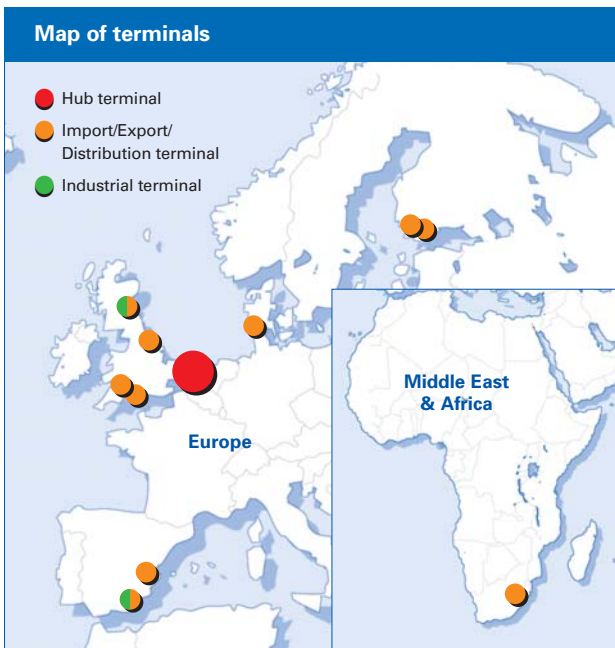 Map of terminals
Hub terminal
Import/Export/
Distribution terminal
Industrial terminal
Middle East
& Africa
Europe